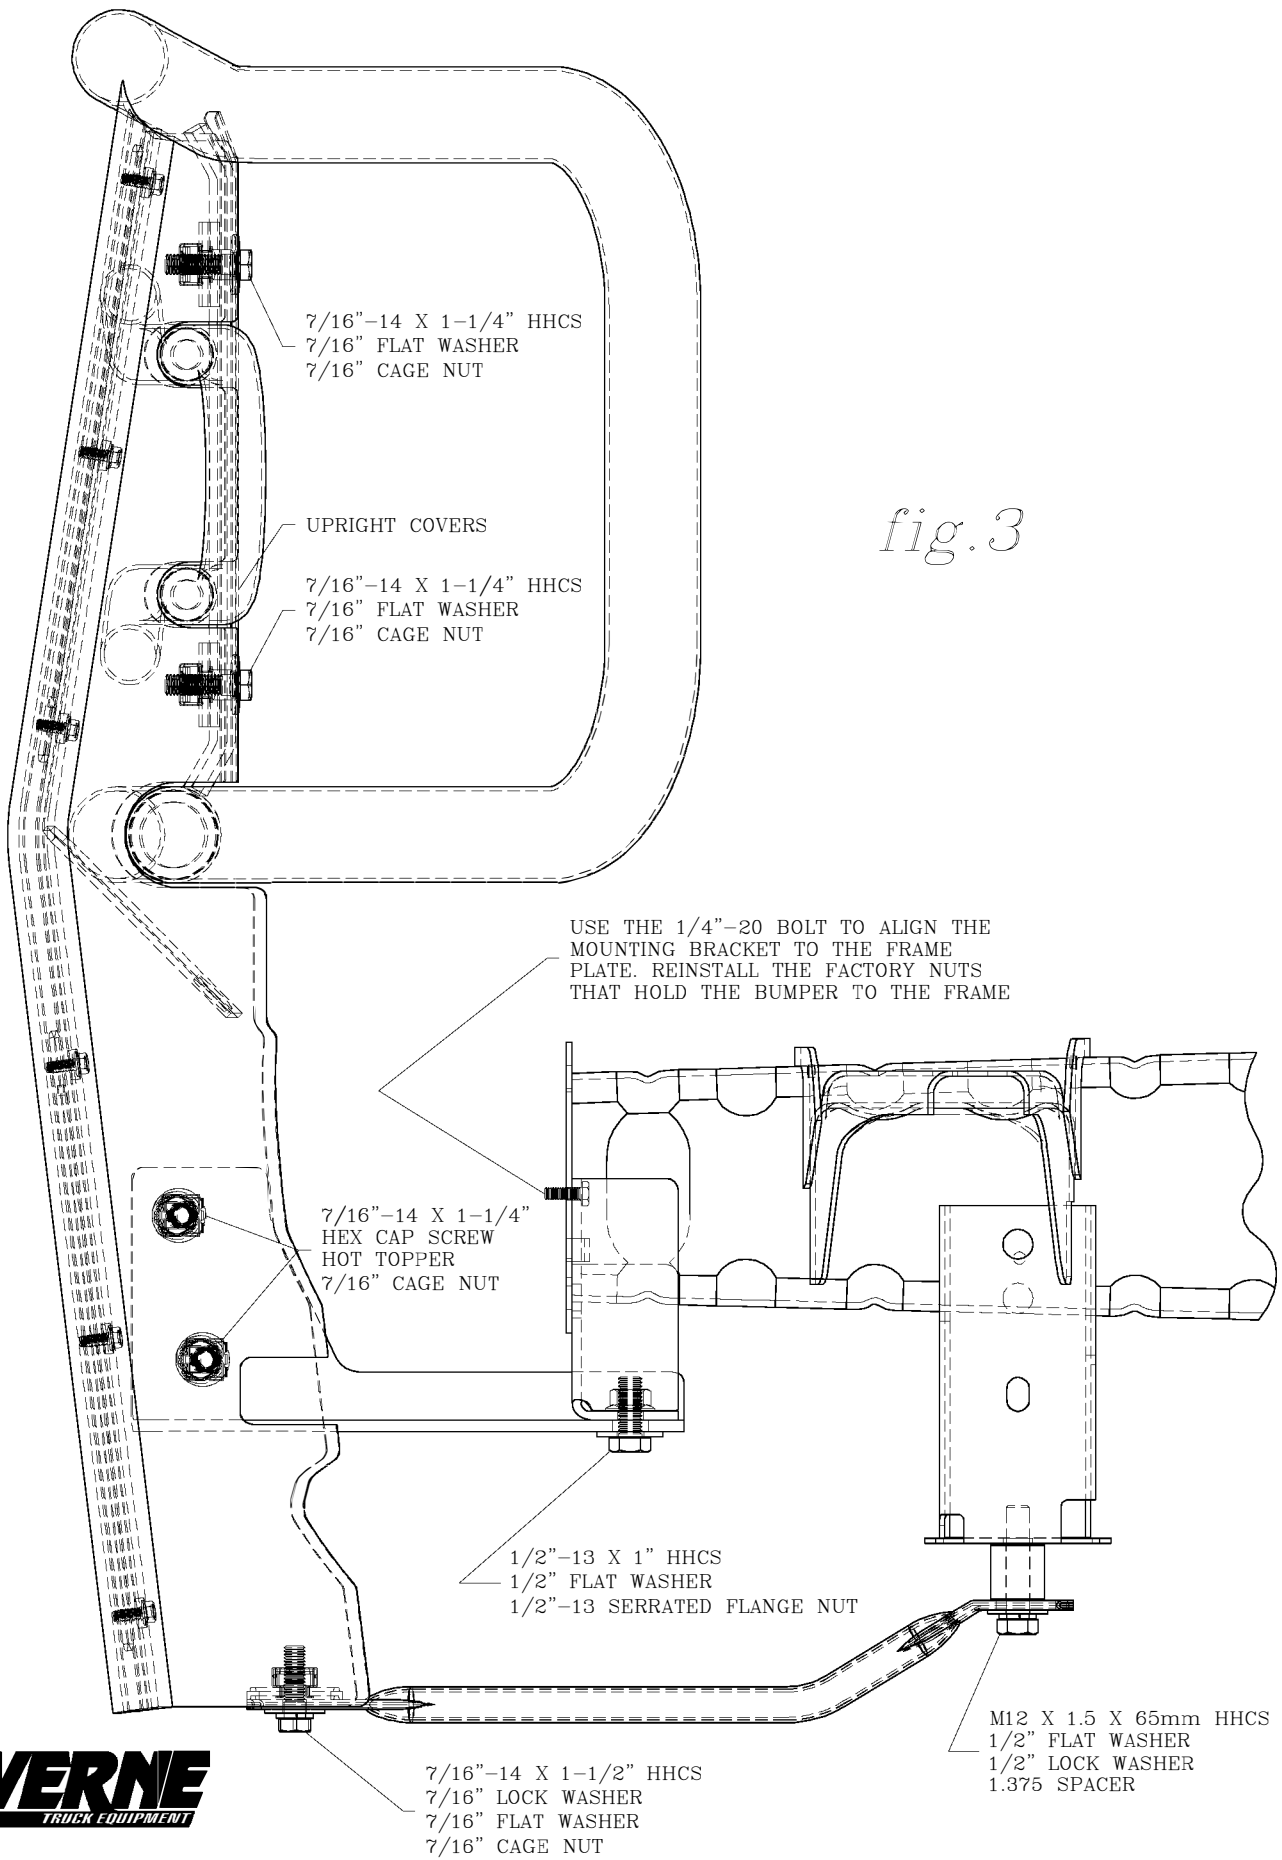 7/16"-14 X 1-1/4" HHCS
7/16" FLAT WASHER
7/16" CAGE NUT
UPRIGHT COVERS
fig.3
7/16"-14 X 1-1/4" HHCS
7/16" FLAT WASHER
7/16" CAGE NUT
USE THE 1/4"-20 BOLT TO ALIGN THE
MOUNTING BRACKET TO THE FRAME
PLATE. REINSTALL THE FACTORY NUTS
THAT HOLD THE BUMPER TO THE FRAME
7/16"-14 X 1-1/4"
HEX CAP SCREW
HOT TOPPER
7/16" CAGE NUT
1/2"-13 X 1" HHCS
1/2" FLAT WASHER
1/2"-13 SERRATED FLANGE NUT
M12 X 1.5 X 65mm HHCS
1/2" FLAT WASHER
1/2" LOCK WASHER
1.375 SPACER
7/16"-14 X 1-1/2" HHCS
7/16" LOCK WASHER
7/16" FLAT WASHER
7/16" CAGE NUT
VERNE
TRUCK EQUIPMENT